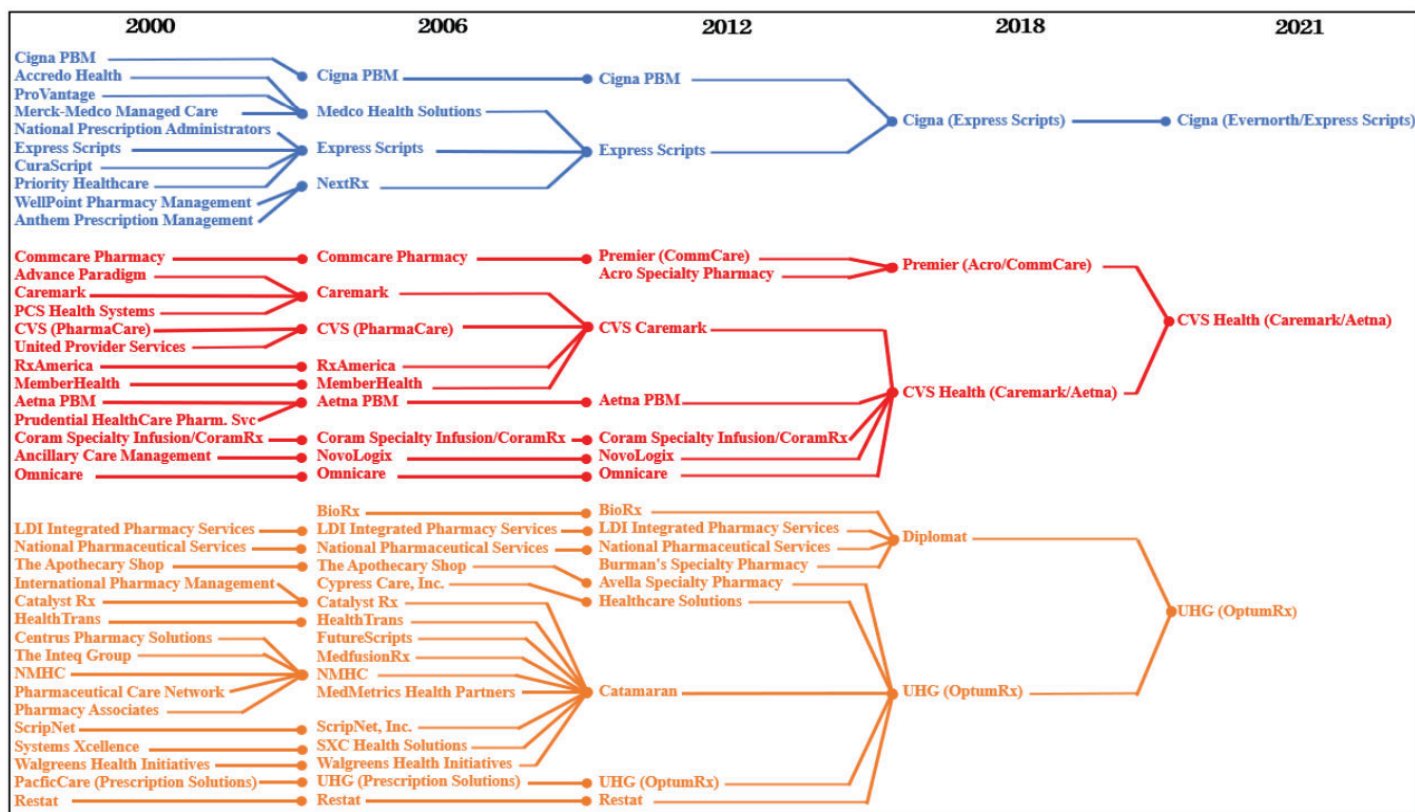 2000 2006 2012 2018 2021
Cigna PBM
Accredo Health
ProVantage
Merck-Medco Managed Care
National Prescription Administrators
Express Scripts
CuraScript
Priority Healthcare
WellPoint Pharmacy Management
Anthem Prescription Management
Cigna PBM
Medco Health Solutions
Express Scripts
NextRx
Cigna PBM
Express Scripts
Cigna (Express Scripts)
Cigna (Evernorth/Express Scripts)
Commcare Pharmacy
Advance Paradigm
Caremark
PCS Health Systems
CVS (PharmaCare)
United Provider Services
RxAmerica
MemberHealth
Aetna PBM
Prudential HealthCare Pharm. Svc
Coram Specialty Infusion/CoramRx
Ancillary Care Management
Omnicare
Commcare Pharmacy
Caremark
CVS (PharmaCare)
RxAmerica
MemberHealth
Aetna PBM
Coram Specialty Infusion/CoramRx
NovoLogix
Omnicare
Premier (CommCare)
Acro Specialty Pharmacy
CVS Caremark
Aetna PBM
Coram Specialty Infusion/CoramRx
NovoLogix
Omnicare
Premier (Acro/CommCare)
CVS Health (Caremark/Aetna)
CVS Health (Caremark/Aetna)
LDI Integrated Pharmacy Services
National Pharmaceutical Services
The Apothecary Shop
International Pharmacy Management
Catalyst Rx
HealthTrans
Centrus Pharmacy Solutions
The Inteq Group
NMHC
Pharmaceutical Care Network
Pharmacy Associates
ScripNet
Systems Xcellence
Walgreens Health Initiatives
PacficCare (Prescription Solutions)
Restat
BioRx
LDI Integrated Pharmacy Services
National Pharmaceutical Services
The Apothecary Shop
Cypress Care, Inc.
Catalyst Rx
HealthTrans
FutureScripts
MedfusionRx
NMHC
MedMetrics Health Partners
ScripNet, Inc.
SXC Health Solutions
Walgreens Health Initiatives
UHG (Prescription Solutions)
Restat
BioRx
LDI Integrated Pharmacy Services
National Pharmaceutical Services
Burman's Specialty Pharmacy
Avella Specialty Pharmacy
Healthcare Solutions
Catamaran
UHG (OptumRx)
Restat
Diplomat
UHG (OptumRx)
UHG (OptumRx)